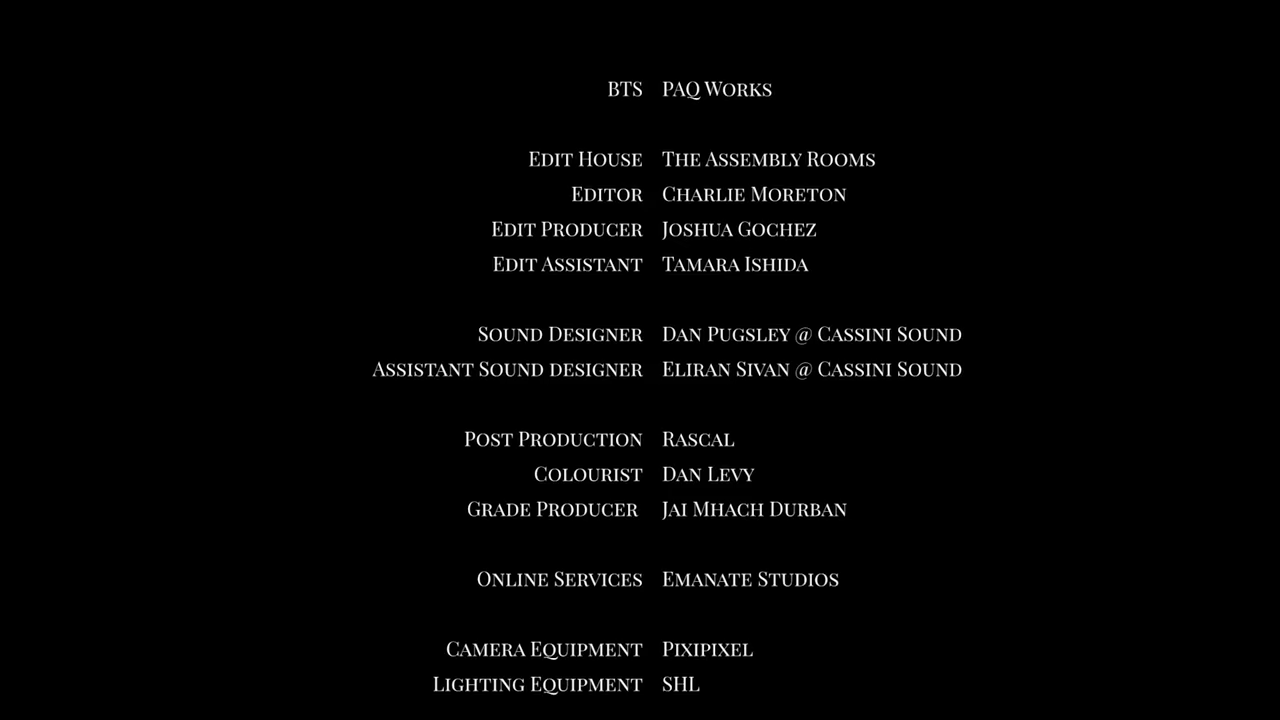 BTS PAQ Works
Edit House The Assembly Rooms
Editor Charlie Moreton
Edit Producer Joshua Gochez
Edit Assistant Tamara Ishida
Sound Designer Dan Pugsley @ Cassini Sound
Assistant Sound designer Eliran Sivan @ Cassini Sound
Post Production Rascal
Colourist Dan Levy
Grade Producer Jai Mhach Durban
Online Services Emanate Studios
Camera Equipment Pixipixel
Lighting Equipment SHL